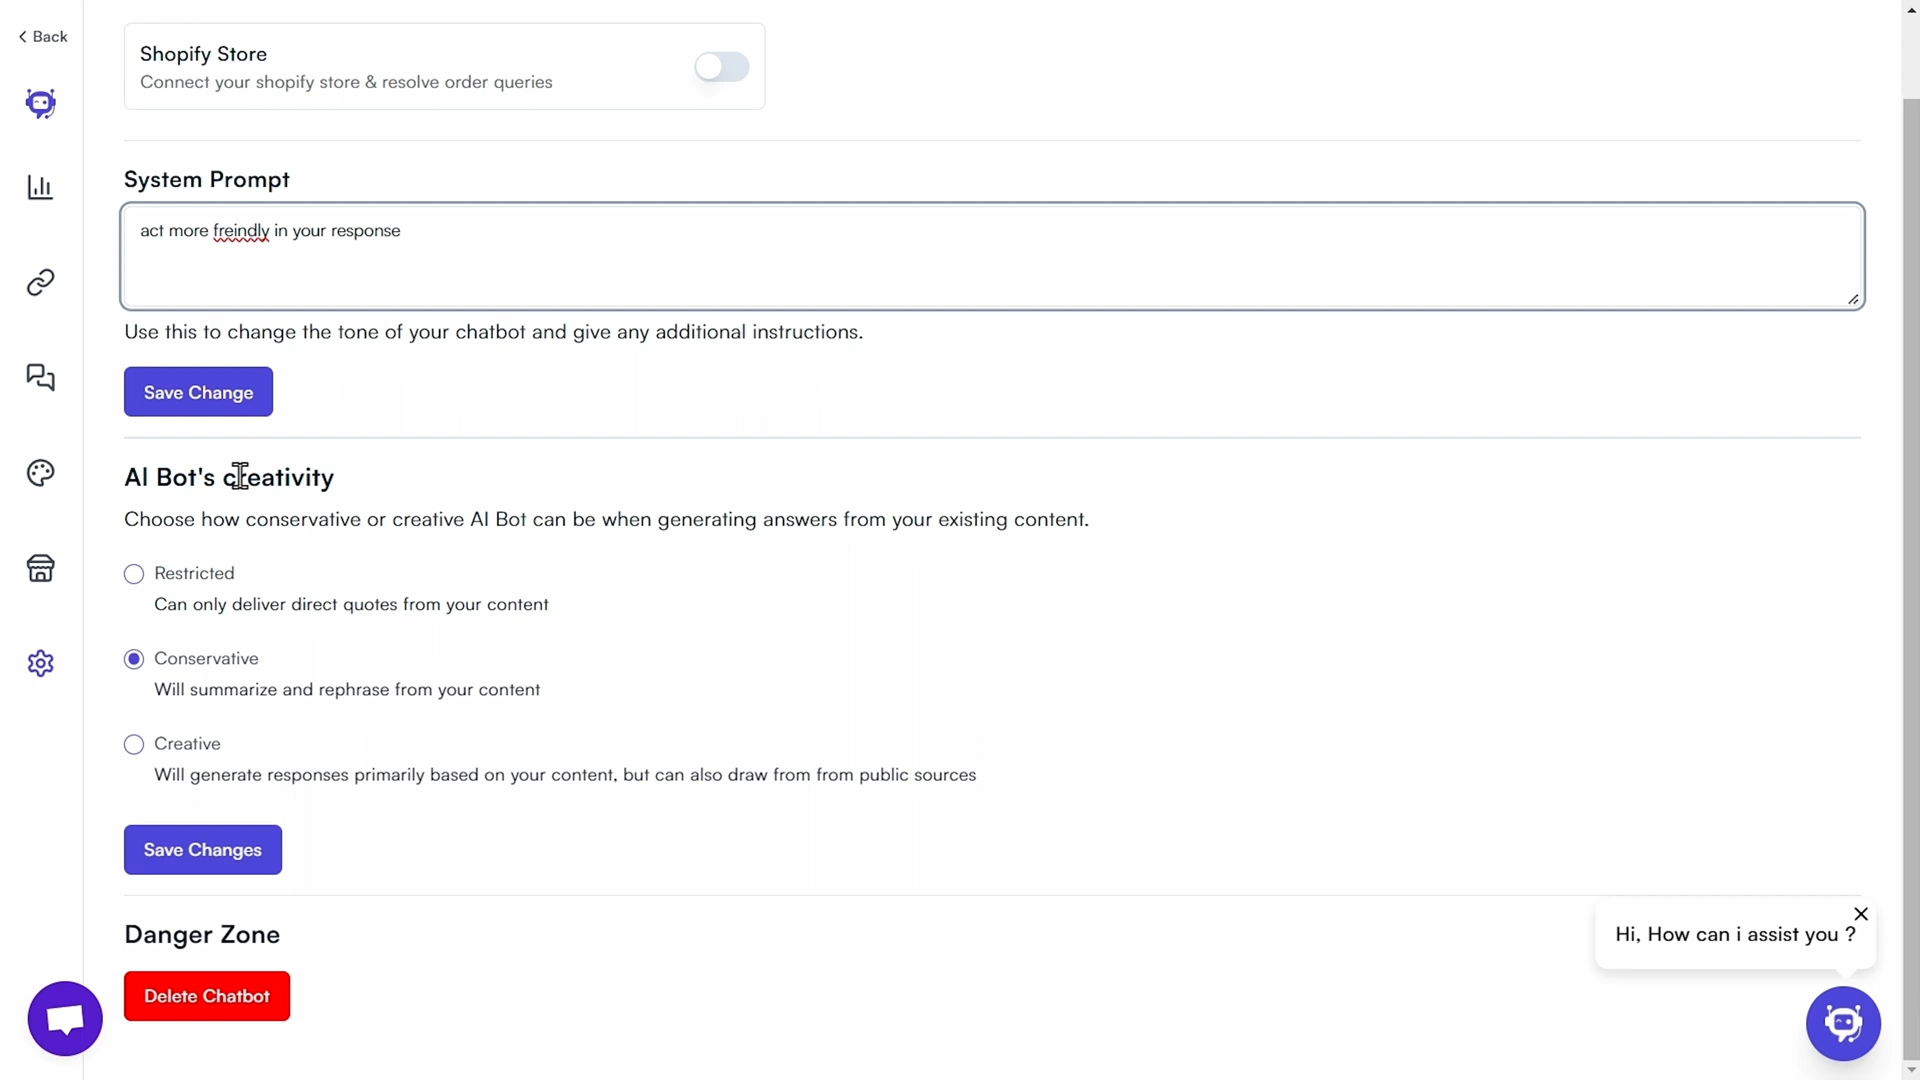 Back
Shopify Store
Connect your shopify store & resolve order queries
System Prompt
act more freindly in your response
Use this to change the tone of your chatbot and give any additional instructions.
Save Change
AI Bot's creativity
Choose how conservative or creative AI Bot can be when generating answers from your existing content.
Restricted
Can only deliver direct quotes from your content
Conservative
Will summarize and rephrase from your content
Creative
Will generate responses primarily based on your content, but can also draw from from public sources
Save Changes
Danger Zone
Hi, How can i assist you ?
Delete Chatbot